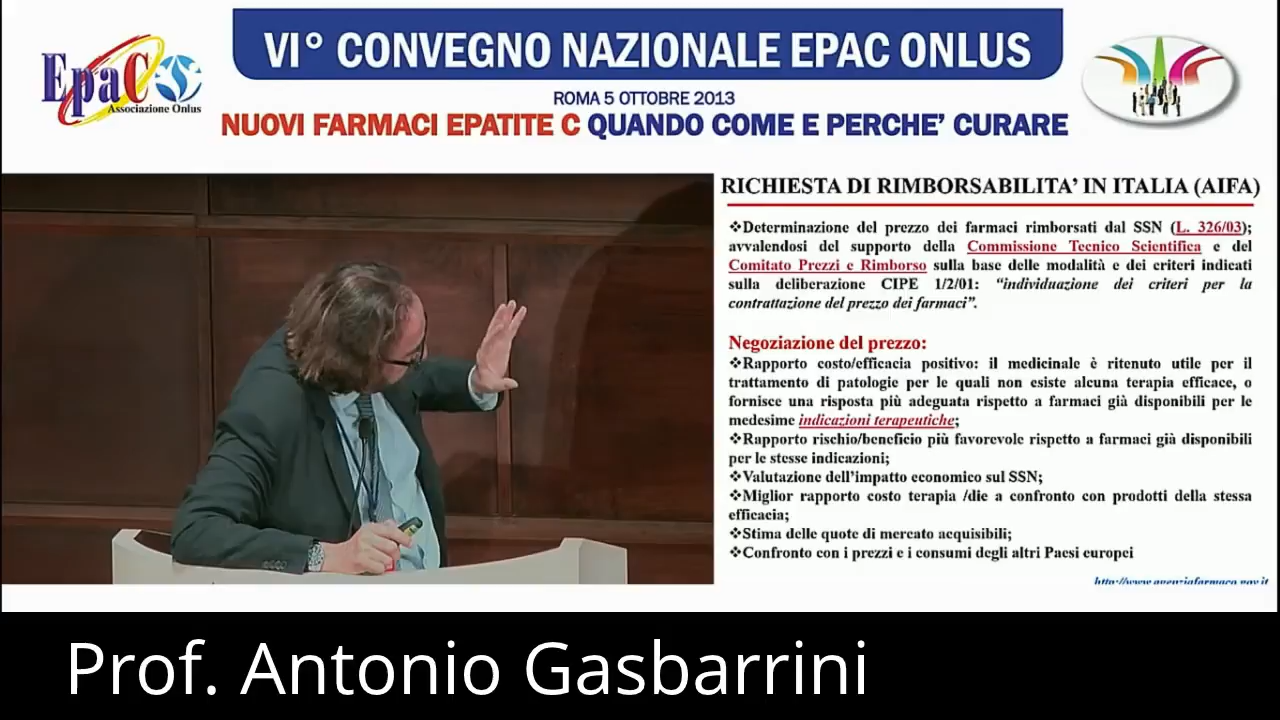 VI° CONVEGNO NAZIONALE EPAC ONLUS
EpaC
Associazione Onlus
ROMA 5 OTTOBRE 2013
NUOVI FARMACI EPATITE C QUANDO COME E PERCHE’ CURARE
RICHIESTA DI RIMBORSABILITA’ IN ITALIA (AIFA)
❖Determinazione del prezzo dei farmaci rimborsati dal SSN (L. 326/03);
avvalendosi del supporto della Commissione Tecnico Scientifica e del
Comitato Prezzi e Rimborso sulla base delle modalità e dei criteri indicati
sulla deliberazione CIPE 1/2/01: “individuazione dei criteri per la
contrattazione del prezzo dei farmaci”.
Negoziazione del prezzo:
❖Rapporto costo/efficacia positivo: il medicinale è ritenuto utile per il
trattamento di patologie per le quali non esiste alcuna terapia efficace, o
fornisce una risposta più adeguata rispetto a farmaci già disponibili per le
medesime indicazioni terapeutiche;
❖Rapporto rischio/beneficio più favorevole rispetto a farmaci già disponibili
per le stesse indicazioni;
❖Valutazione dell’impatto economico sul SSN;
❖Miglior rapporto costo terapia /die a confronto con prodotti della stessa
efficacia;
❖Stima delle quote di mercato acquisibili;
❖Confronto con i prezzi e i consumi degli altri Paesi europei
http://www.agenziafarmaco.gov.it
Prof. Antonio Gasbarrini